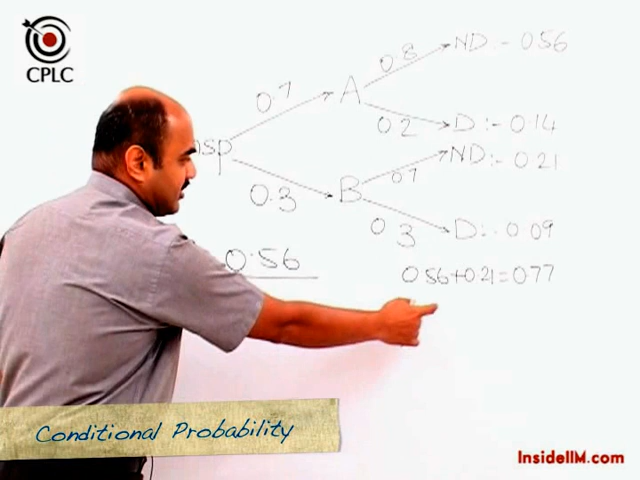 CPLC
0.7
0.8
ND :- 0.56
A
0.2
D :- 0.14
nsp
0.3
B
0.7
ND :- 0.21
0.3
D :- 0.09
0.56
0.56+0.21=0.77
Conditional Probability
InsideIIM.com